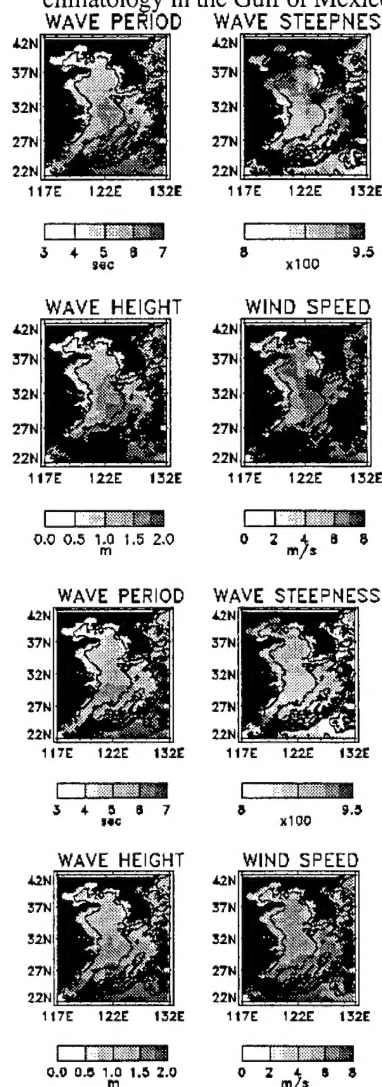 climatology in the Gulf of Mexico
WAVE PERIOD WAVE STEEPNESS
42N 42N
37N 37N
32N 32N
27N 27N
22N 22N
117E 122E 132E 117E 122E 132E
3 4 5 6 7 8 9.5
sec x100
WAVE HEIGHT WIND SPEED
42N 42N
37N 37N
32N 32N
27N 27N
22N 22N
117E 122E 132E 117E 122E 132E
0.0 0.5 1.0 1.5 2.0 0 2 4 6 8
m m/s
WAVE PERIOD WAVE STEEPNESS
42N 42N
37N 37N
32N 32N
27N 27N
22N 22N
117E 122E 132E 117E 122E 132E
3 4 5 6 7 8 9.5
sec x100
WAVE HEIGHT WIND SPEED
42N 42N
37N 37N
32N 32N
27N 27N
22N 22N
117E 122E 132E 117E 122E 132E
0.0 0.5 1.0 1.5 2.0 0 2 4 6 8
m m/s